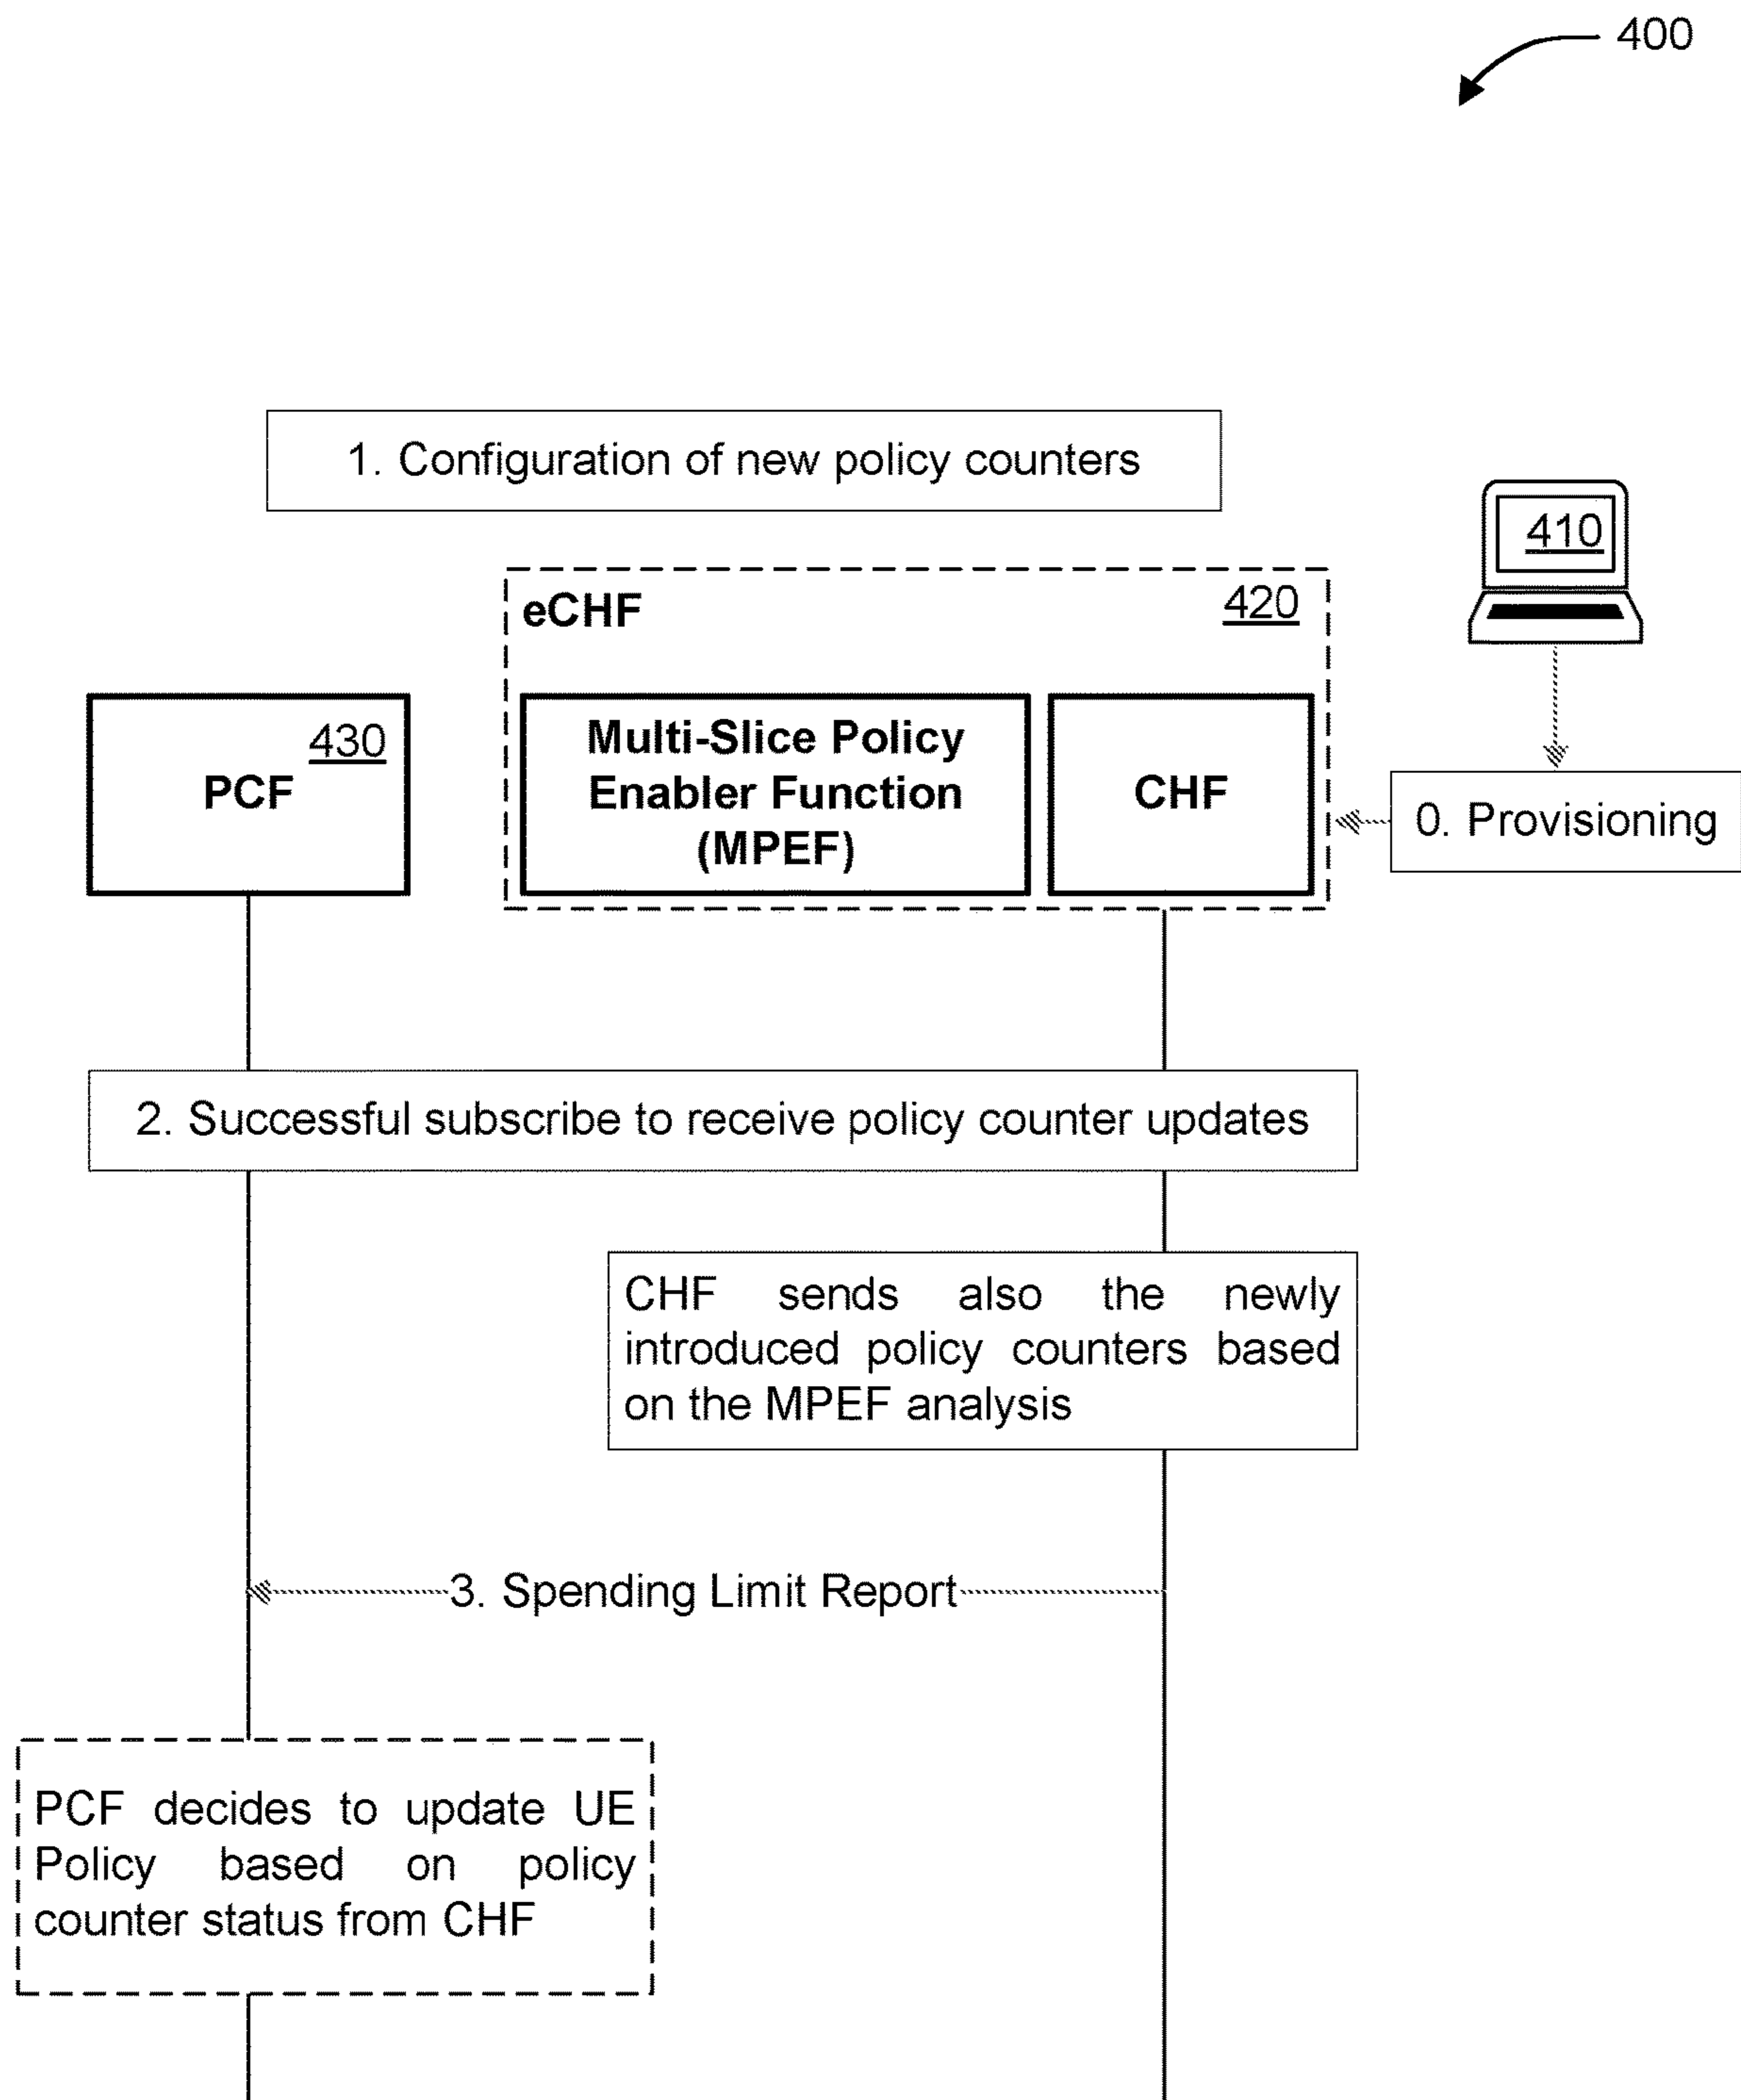 400
1. Configuration of new policy counters
410
eCHF
420
430
PCF
Multi-Slice Policy
Enabler Function
(MPEF)
CHF
0. Provisioning
2. Successful subscribe to receive policy counter updates
CHF sends also the newly
introduced policy counters based
on the MPEF analysis
3. Spending Limit Report
PCF decides to update UE
Policy based on policy
counter status from CHF